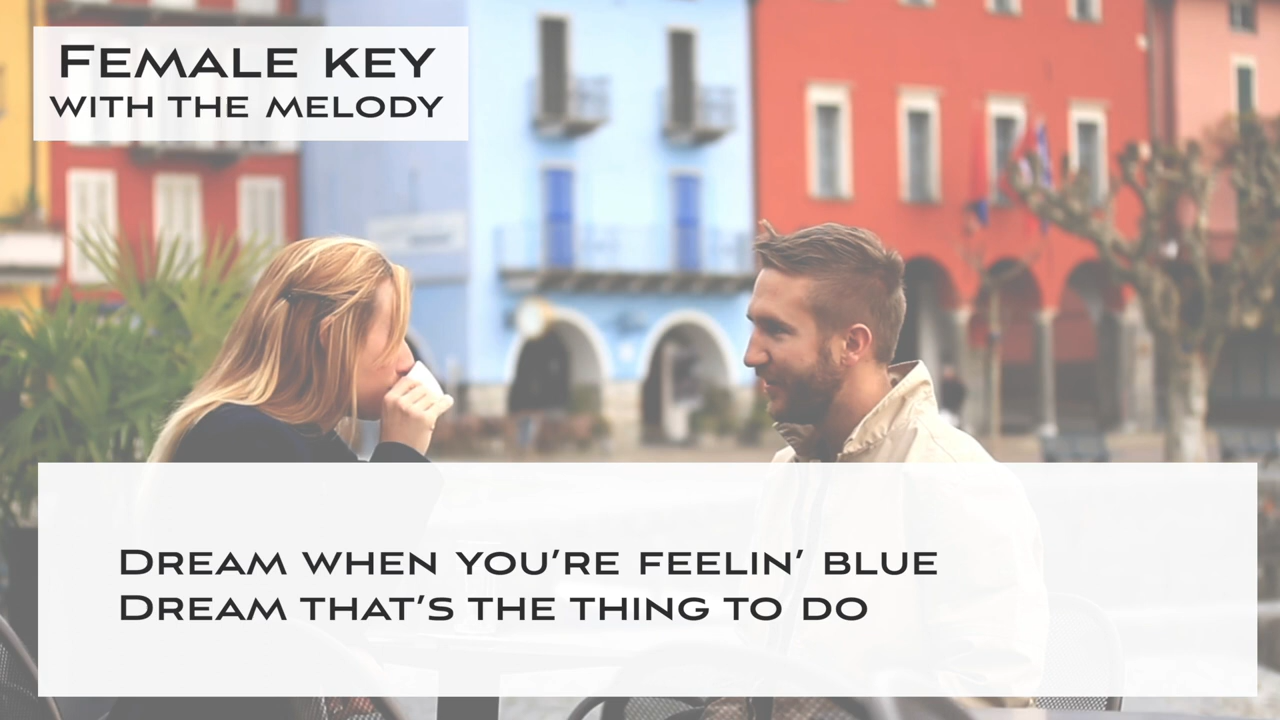 Female key
with the melody
Dream when you’re feelin’ blue
Dream that’s the thing to do